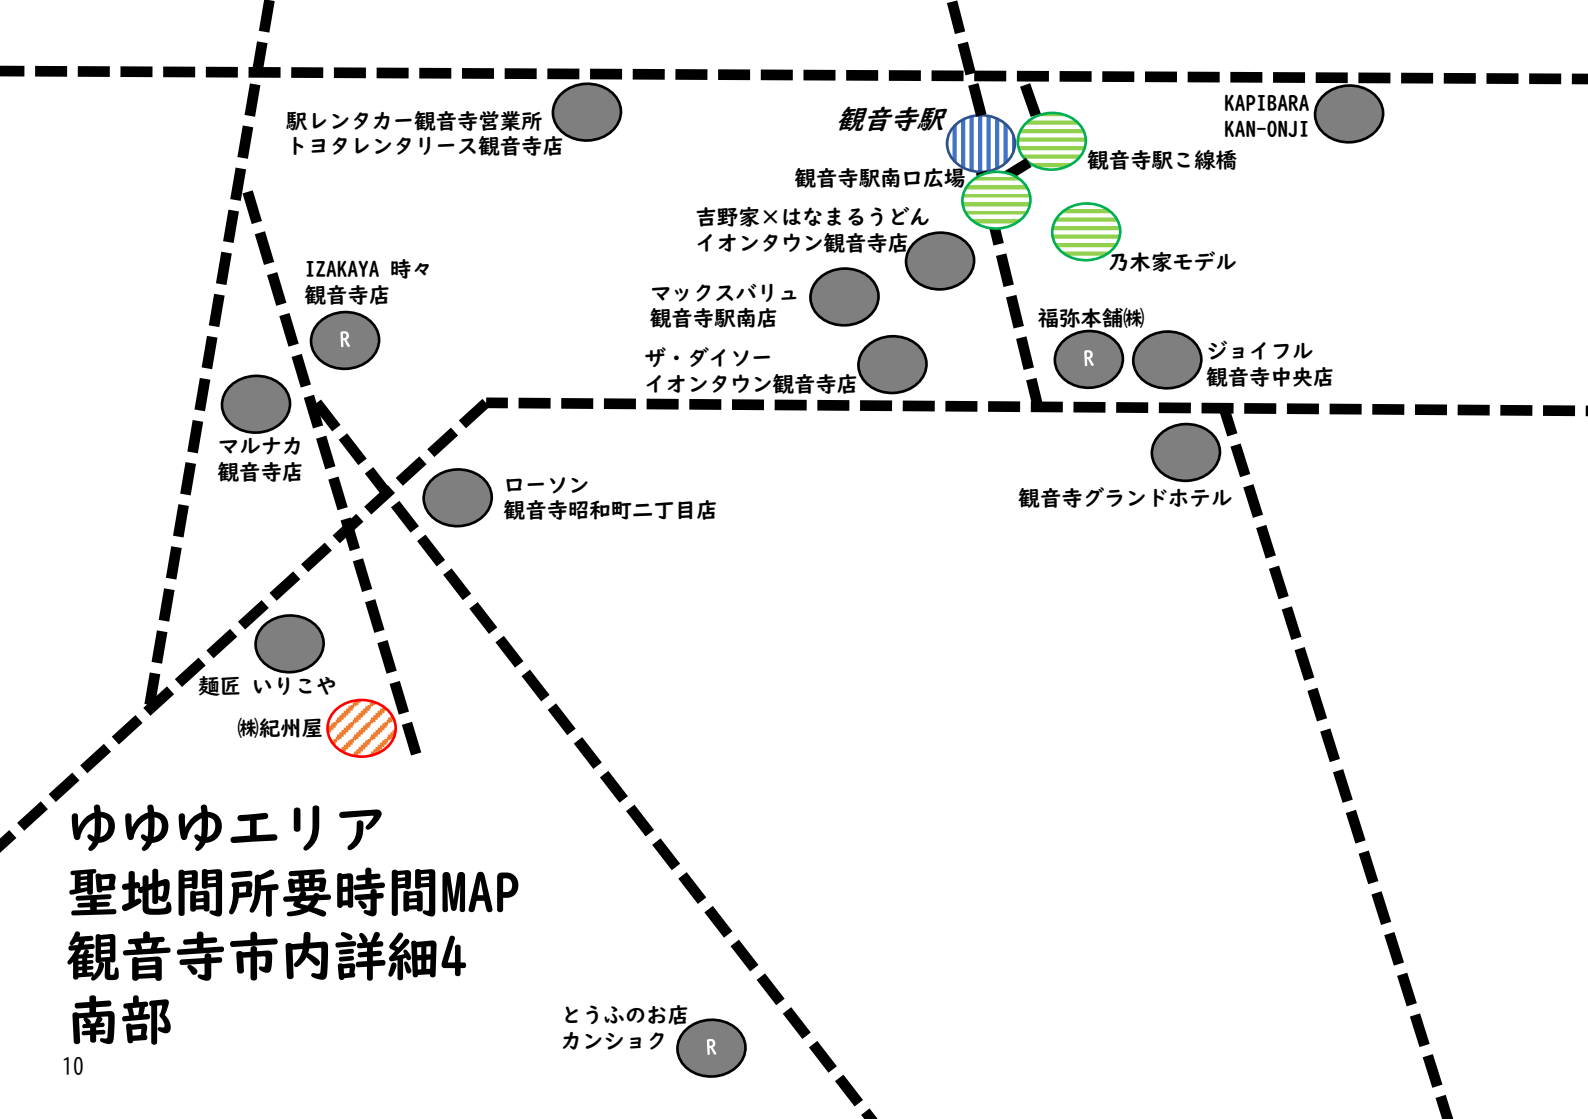 駅レンタカー観音寺営業所
トヨタレンタリース観音寺店
観音寺駅
KAPIBARA
KAN-ONJI
観音寺駅こ線橋
観音寺駅南口広場
吉野家×はなまるうどん
イオンタウン観音寺店
乃木家モデル
IZAKAYA 時々
観音寺店
R
マックスバリュ
観音寺駅南店
福弥本舗㈱
R
ジョイフル
観音寺中央店
ザ・ダイソー
イオンタウン観音寺店
マルナカ
観音寺店
ローソン
観音寺昭和町二丁目店
観音寺グランドホテル
麺匠 いりこや
㈱紀州屋
ゆゆゆエリア
聖地間所要時間MAP
観音寺市内詳細4
南部
とうふのお店
カンショク
R
10